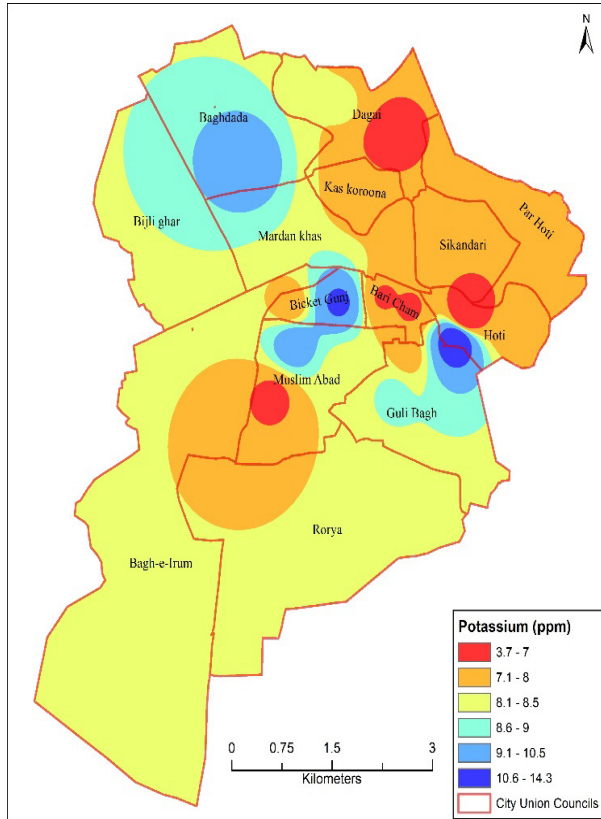 N
Baghdada
Dagai
Kas koroona
Par Hoti
Bijli ghar
Mardan khas
Sikandari
Bicket Gunj
Bari Cham
Hoti
Muslim Abad
Guli Bagh
Rorya
Bagh-e-Irum
Potassium (ppm)
3.7 - 7
7.1 - 8
8.1 - 8.5
8.6 - 9
9.1 - 10.5
10.6 - 14.3
City Union Councils
0 0.75 1.5 3
Kilometers